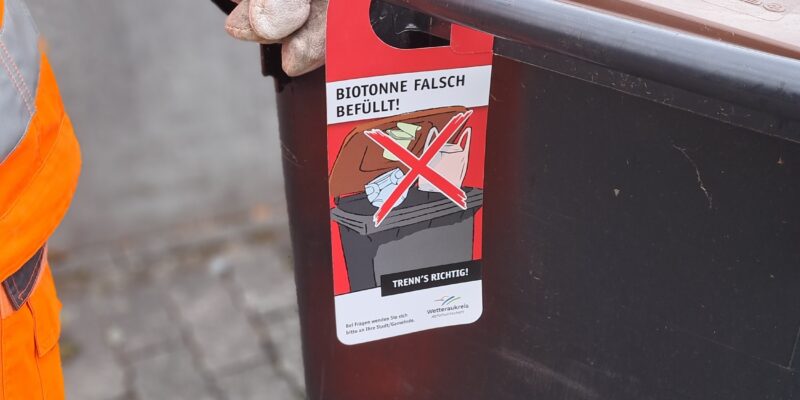 BIOTONNE FALSCH
BEFÜLLT!
TRENN'S RICHTIG!
Bei Fragen wenden Sie sich
bitte an Ihre Stadt/Gemeinde.
Wetteraukreis